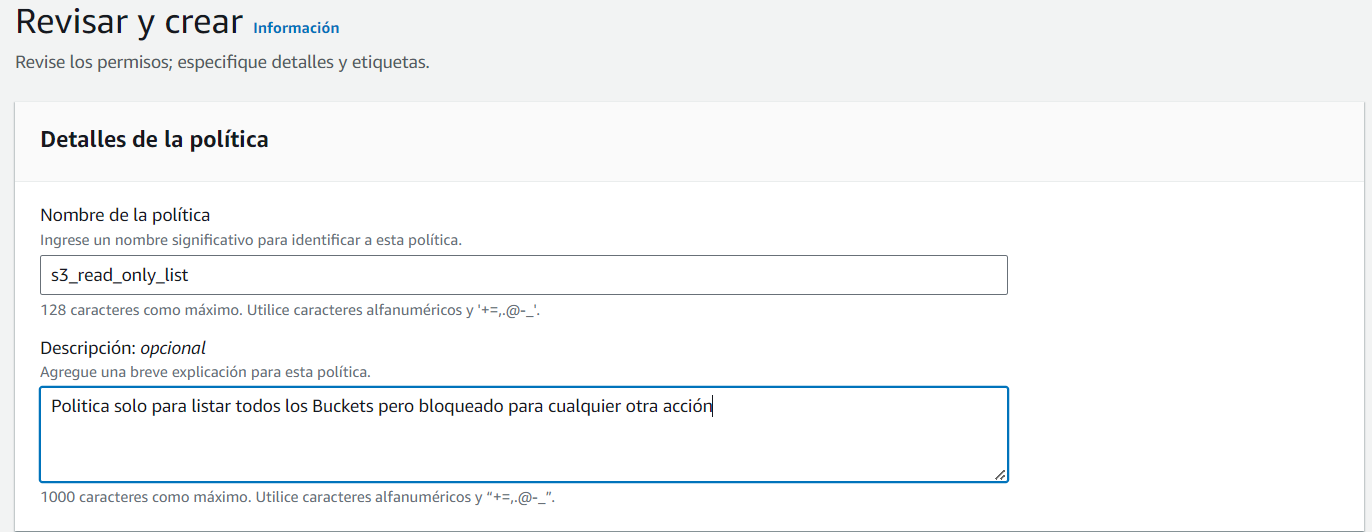 Revisar y crear Información
Revise los permisos; especifique detalles y etiquetas.
Detalles de la política
Nombre de la política
Ingrese un nombre significativo para identificar a esta política.
s3_read_only_list
128 caracteres como máximo. Utilice caracteres alfanuméricos y '+=,.@-_'.
Descripción: opcional
Agregue una breve explicación para esta política.
Politica solo para listar todos los Buckets pero bloqueado para cualquier otra acción
1000 caracteres como máximo. Utilice caracteres alfanuméricos y “+=,.@-_”.